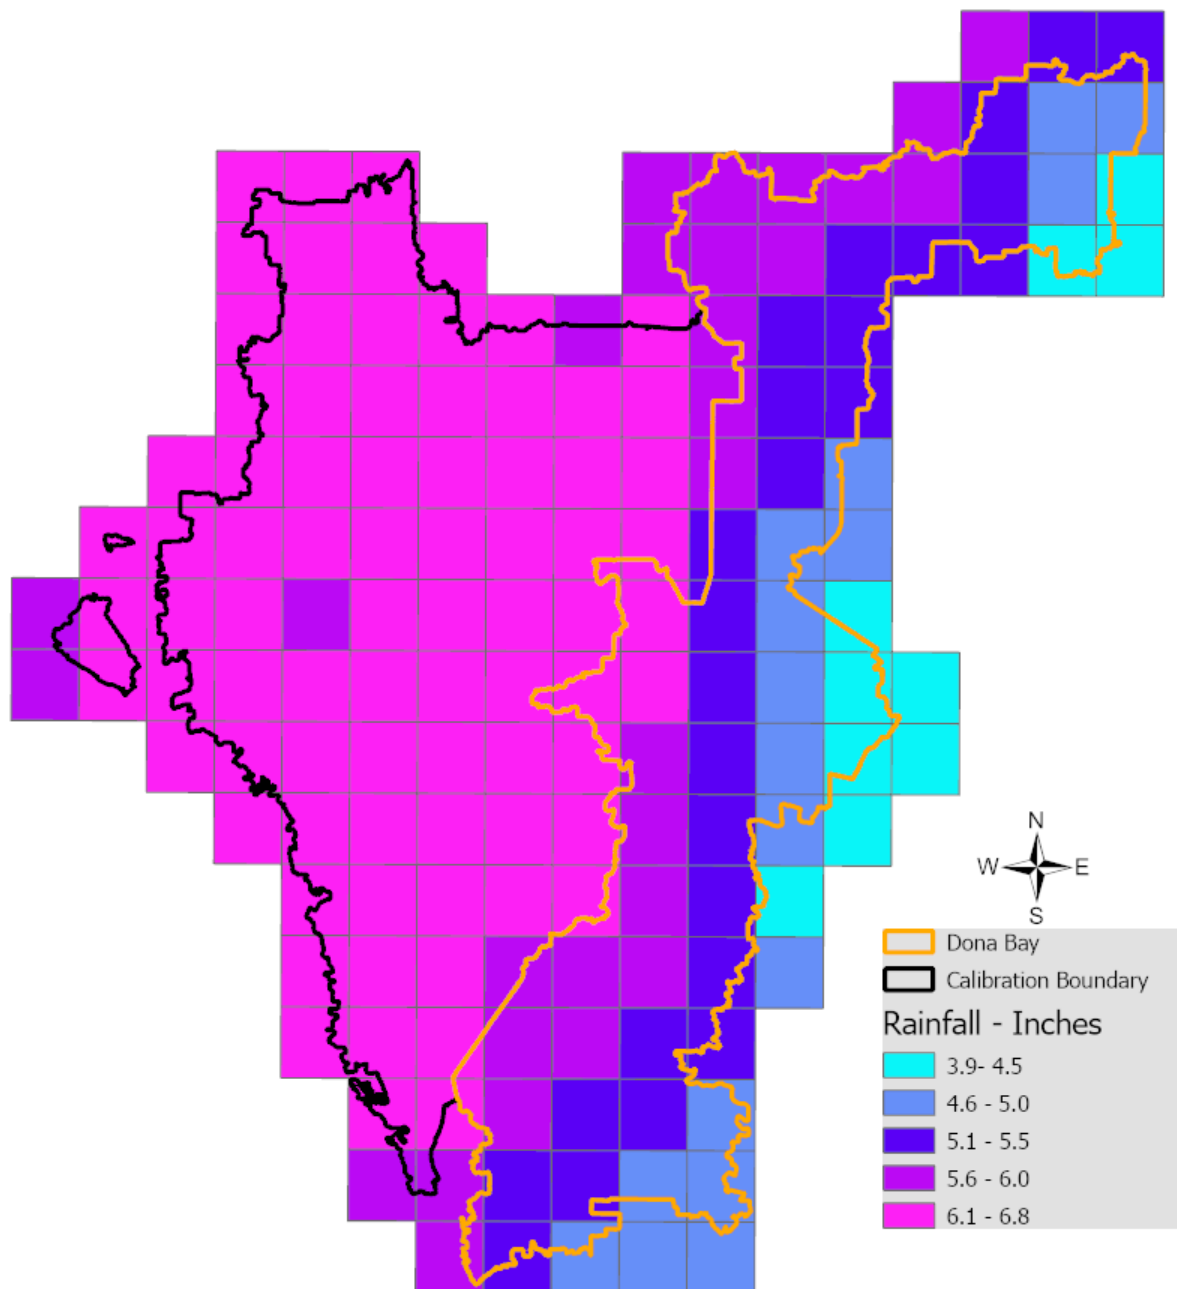 N
W E
S
Dona Bay
Calibration Boundary
Rainfall - Inches
3.9- 4.5
4.6 - 5.0
5.1 - 5.5
5.6 - 6.0
6.1 - 6.8